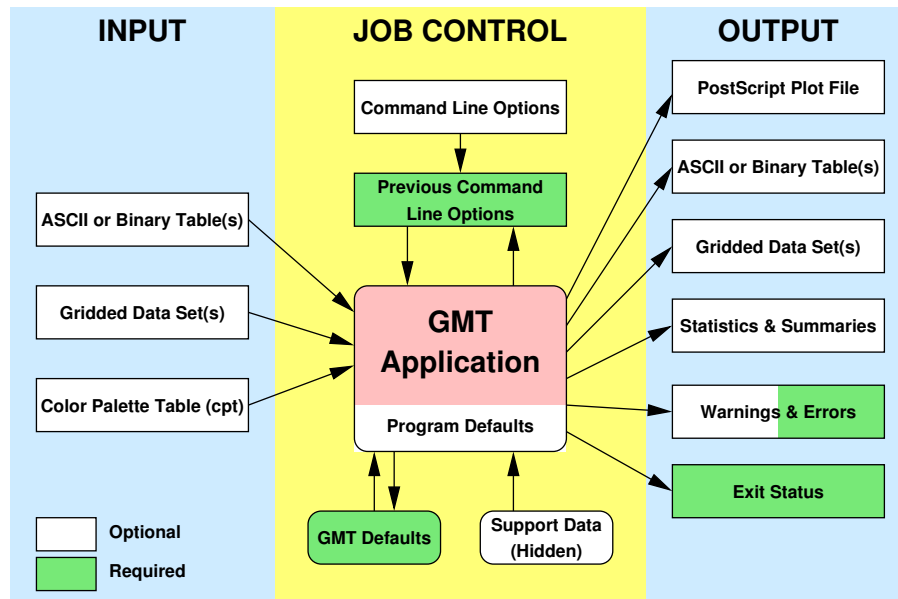 INPUT
JOB CONTROL
OUTPUT
Command Line Options
Previous Command
Line Options
ASCII or Binary Table(s)
Gridded Data Set(s)
Color Palette Table (cpt)
GMT
Application
Program Defaults
GMT Defaults
Support Data
(Hidden)
PostScript Plot File
ASCII or Binary Table(s)
Gridded Data Set(s)
Statistics & Summaries
Warnings & Errors
Exit Status
Optional
Required